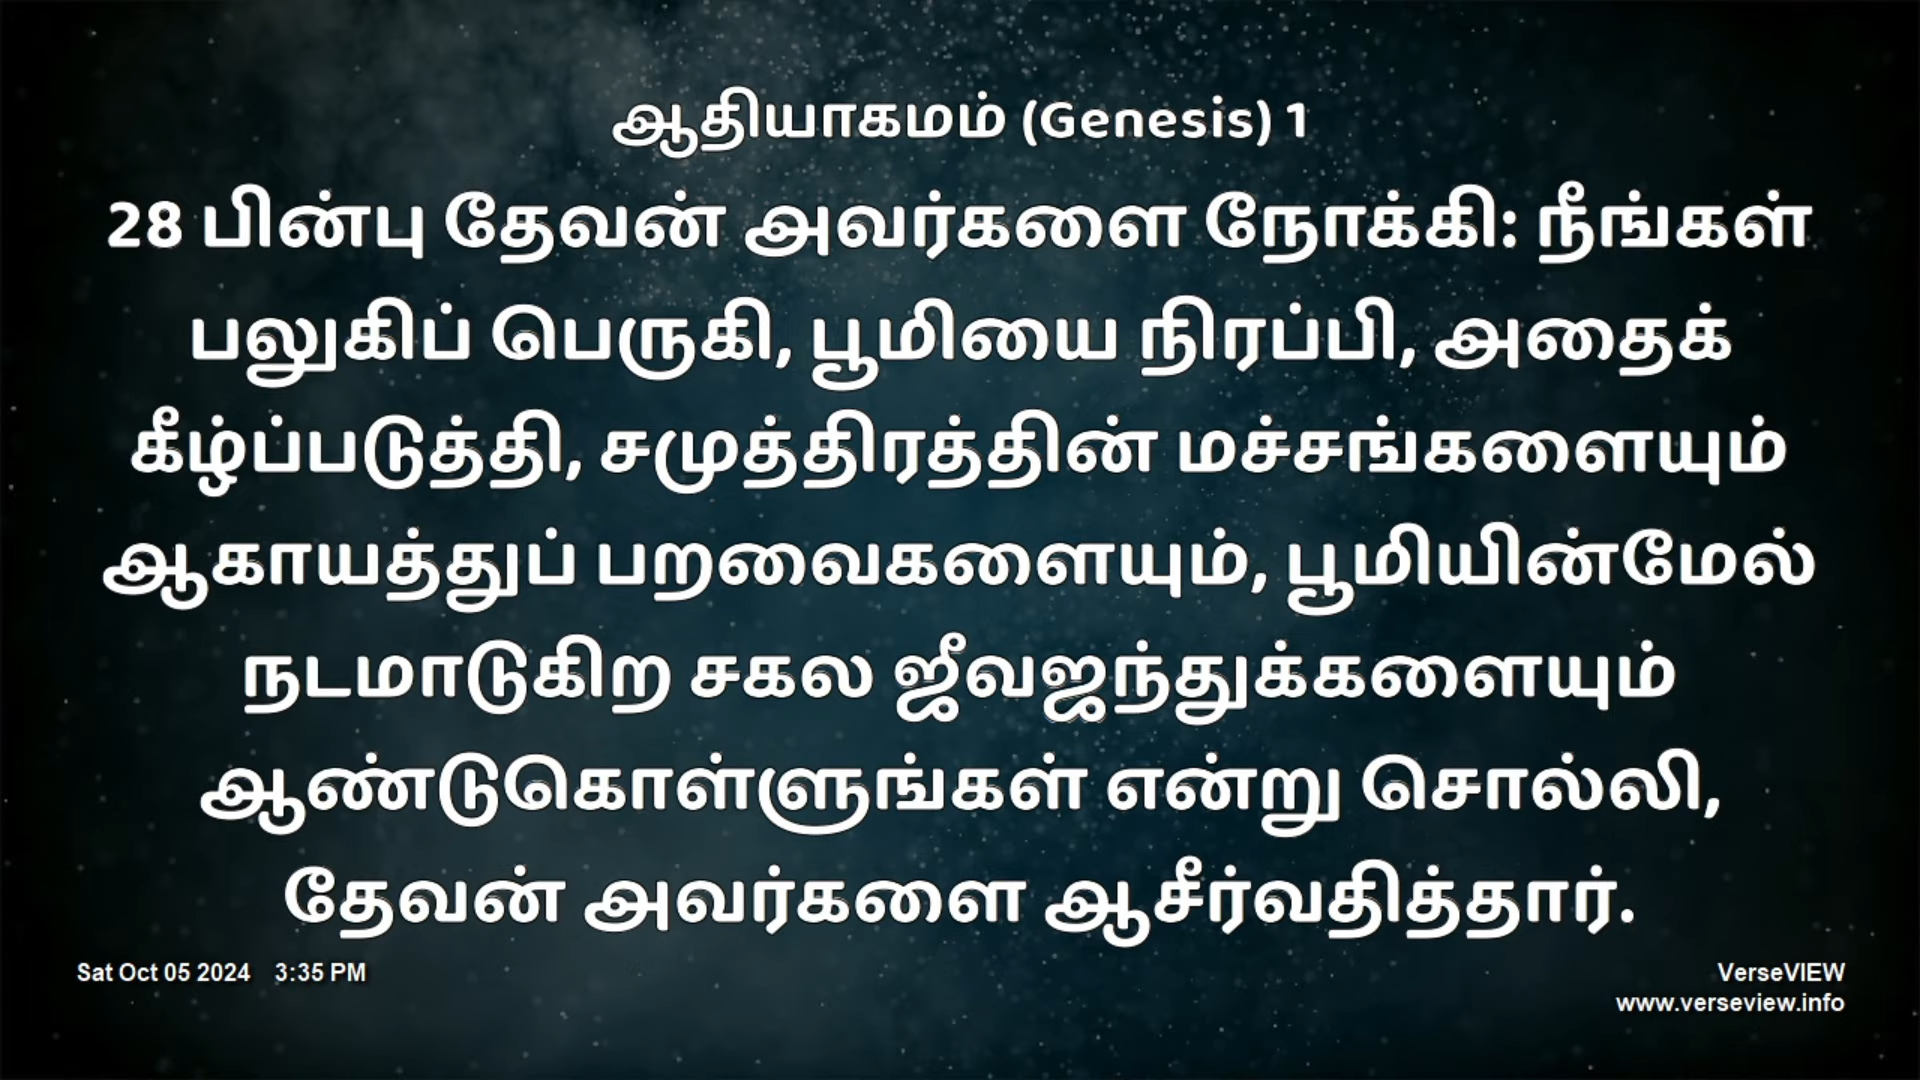 ஆதியாகமம் (Genesis) 1
28 பின்பு தேவன் அவர்களை நோக்கி: நீங்கள்
பலுகிப் பெருகி, பூமியை நிரப்பி, அதைக்
கீழ்ப்படுத்தி, சமுத்திரத்தின் மச்சங்களையும்
ஆகாயத்துப் பறவைகளையும், பூமியின்மேல்
நடமாடுகிற சகல ஜீவஜந்துக்களையும்
ஆண்டுகொள்ளுங்கள் என்று சொல்லி,
தேவன் அவர்களை ஆசீர்வதித்தார்.
Sat Oct 05 2024 3:35 PM
VerseVIEW
www.verseview.info